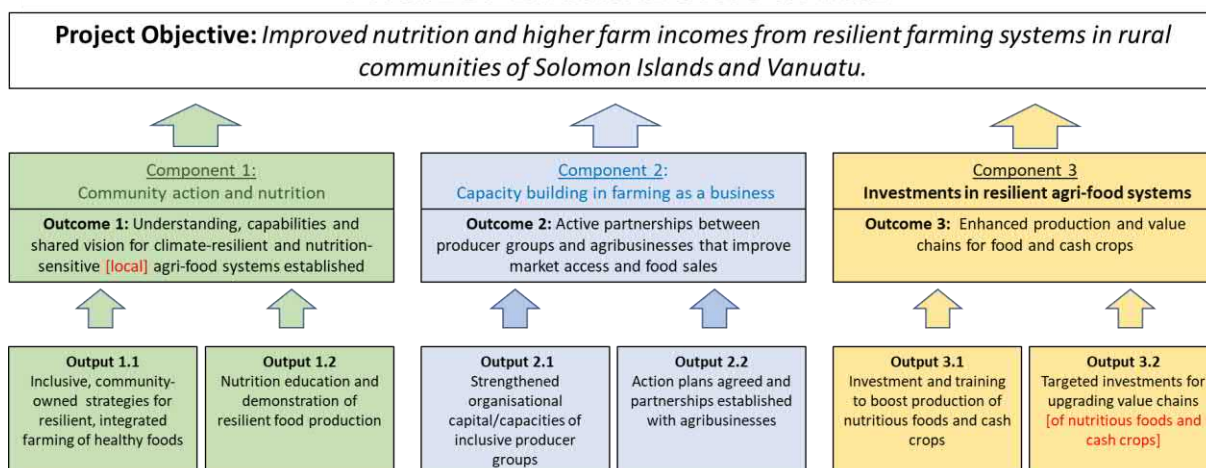 Project Objective: Improved nutrition and higher farm incomes from resilient farming systems in rural
communities of Solomon Islands and Vanuatu.
Component 1:
Community action and nutrition
Outcome 1: Understanding, capabilities and
shared vision for climate-resilient and nutrition-
sensitive [local] agri-food systems established
Output 1.1
Inclusive, community-
owned strategies for
resilient, integrated
farming of healthy foods
Output 1.2
Nutrition education and
demonstration of
resilient food production
Component 2:
Capacity building in farming as a business
Outcome 2: Active partnerships between
producer groups and agribusinesses that improve
market access and food sales
Output 2.1
Strengthened
organisational
capital/capacities of
inclusive producer
groups
Output 2.2
Action plans agreed and
partnerships established
with agribusinesses
Component 3
Investments in resilient agri-food systems
Outcome 3: Enhanced production and value
chains for food and cash crops
Output 3.1
Investment and training
to boost production of
nutritious foods and cash
crops
Output 3.2
Targeted investments for
upgrading value chains
[of nutritious foods and
cash crops]